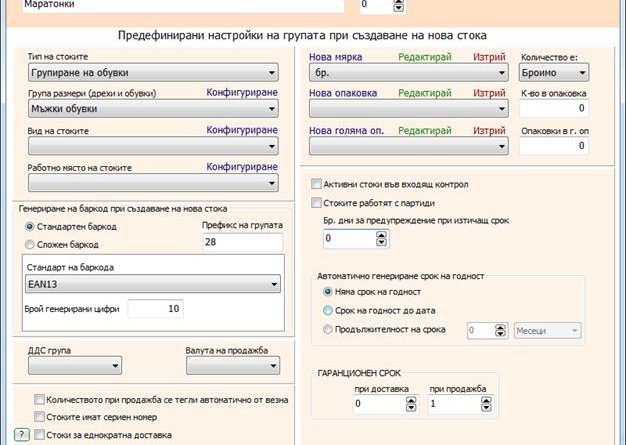 Маратонки
0
Предефинирани настройки на групата при създаване на нова стока
Тип на стоките
Групиране на обувки
Група размери (дрехи и обувки) Конфигуриране
Мъжки обувки
Вид на стоките Конфигуриране
Работно място на стоките Конфигуриране
Генериране на баркод при създаване на нова стока
Стандартен баркод
Сложен баркод
Префикс на групата
28
Стандарт на баркода
EAN13
Брой генерирани цифри 10
ДДС група
Валута на продажба
Количеството при продажба се тегли автоматично от везна
Стоките имат сериен номер
? Стоки за еднократна доставка
Нова мярка Редактирай Изтрий Количество е:
бр. Броимо
Нова опаковка Редактирай Изтрий К-во в опаковка
0
Нова голяма оп. Редактирай Изтрий Опаковки в г. оп
0
Активни стоки във входящ контрол
Стоките работят с партиди
Бр. дни за предупреждение при изтичащ срок
0
Автоматично генериране срок на годност
Няма срок на годност
Срок на годност до дата
Продължителност на срока 0 Месеци
ГАРАНЦИОНЕН СРОК
при доставка при продажба
0 1